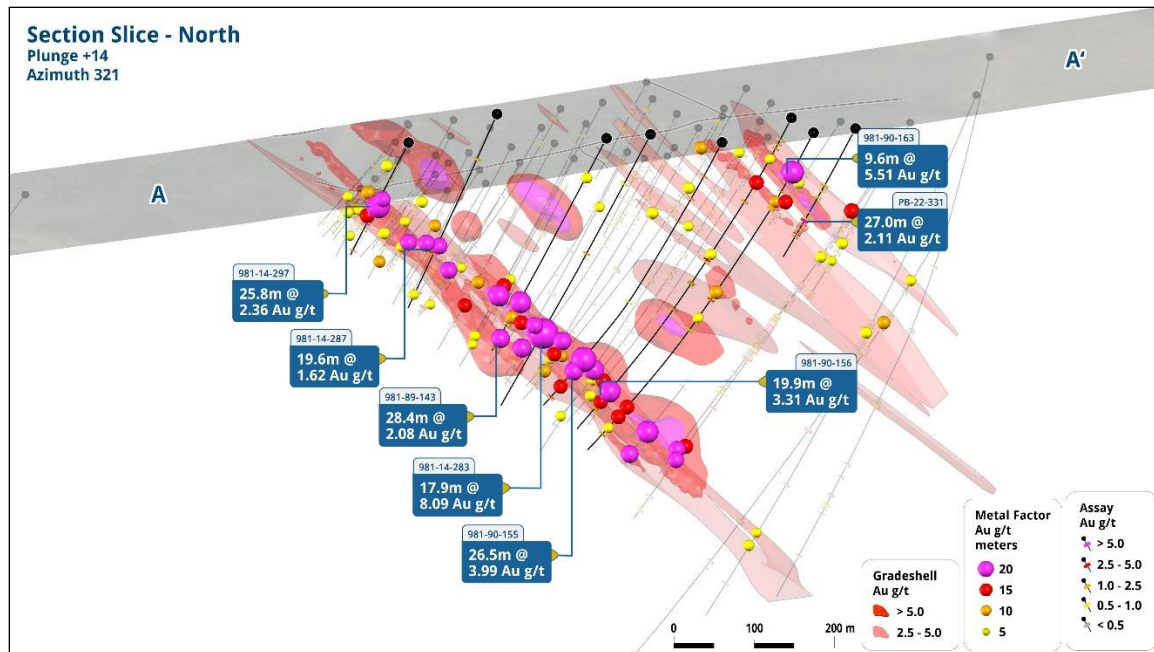 Section Slice - North
Plunge +14
Azimuth 321
A
A'
981-90-163
9.6m @
5.51 Au g/t
PB-22-331
27.0m @
2.11 Au g/t
981-14-297
25.8m @
2.36 Au g/t
981-14-287
19.6m @
1.62 Au g/t
981-89-143
28.4m @
2.08 Au g/t
981-14-283
17.9m @
8.09 Au g/t
981-90-155
26.5m @
3.99 Au g/t
981-90-156
19.9m @
3.31 Au g/t
Gradeshell
Au g/t
> 5.0
2.5 - 5.0
Metal Factor
Au g/t
meters
20
15
10
5
Assay
Au g/t
> 5.0
2.5 - 5.0
1.0 - 2.5
0.5 - 1.0
< 0.5
0 100 200 m